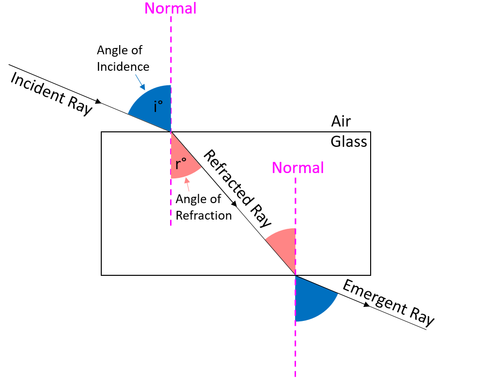 Normal
Angle of
Incidence
Incident Ray
i°
Air
Glass
r°
Refracted Ray
Normal
Angle of
Refraction
Emergent Ray